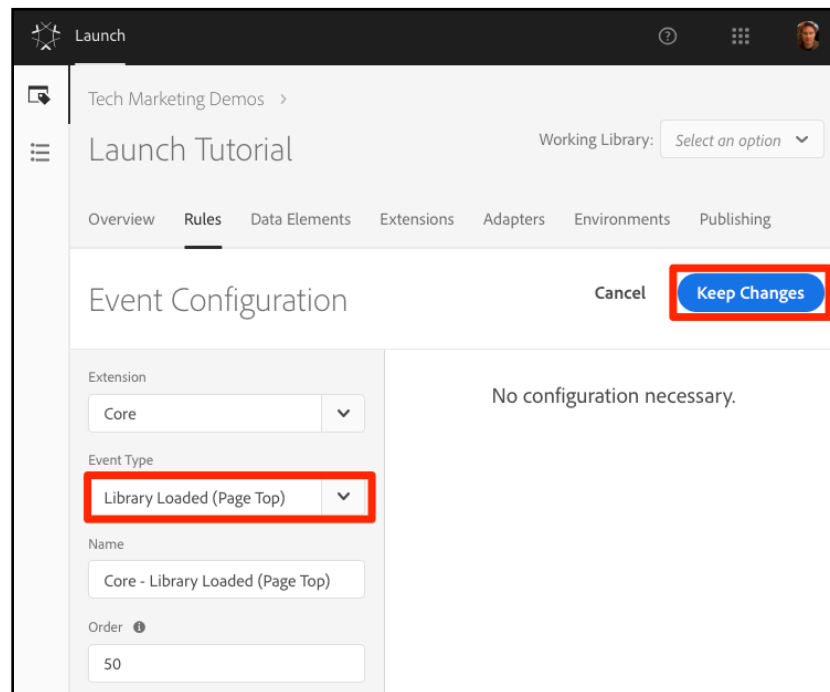 Launch
Tech Marketing Demos >
Launch Tutorial
Working Library: Select an option
Overview Rules Data Elements Extensions Adapters Environments Publishing
Event Configuration
Cancel Keep Changes
Extension
Core
No configuration necessary.
Event Type
Library Loaded (Page Top)
Name
Core - Library Loaded (Page Top)
Order
50